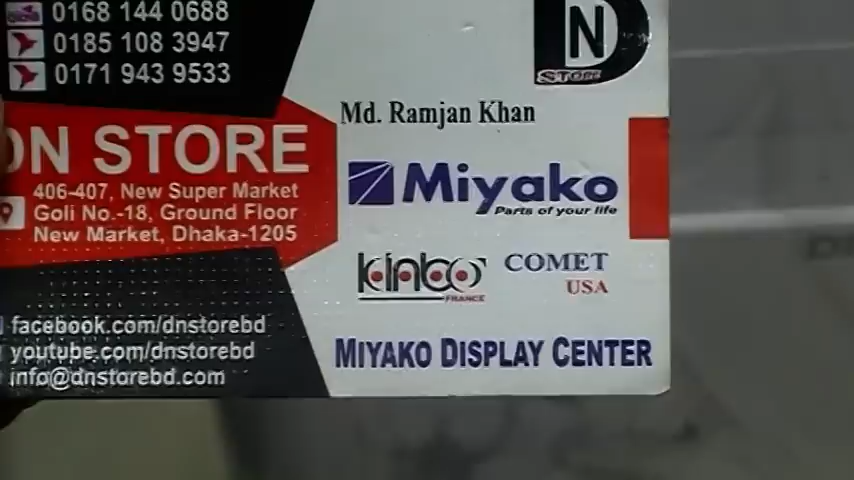 0168 144 0688
0185 108 3947
0171 943 9533
DN STORE
406-407, New Super Market
Goli No.-18, Ground Floor
New Market, Dhaka-1205
facebook.com/dnstorebd
youtube.com/dnstorebd
info@dnstorebd.com
DN
STORE
Md. Ramjan Khan
Miyako
Parts of your life
kinbo
FRANCE
COMET
USA
MIYAKO DISPLAY CENTER